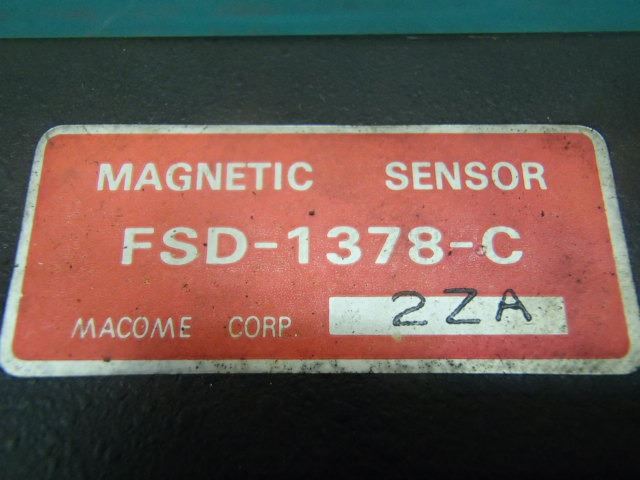 MAGNETIC SENSOR
FSD-1378-C
MACOME CORP. 2ZA